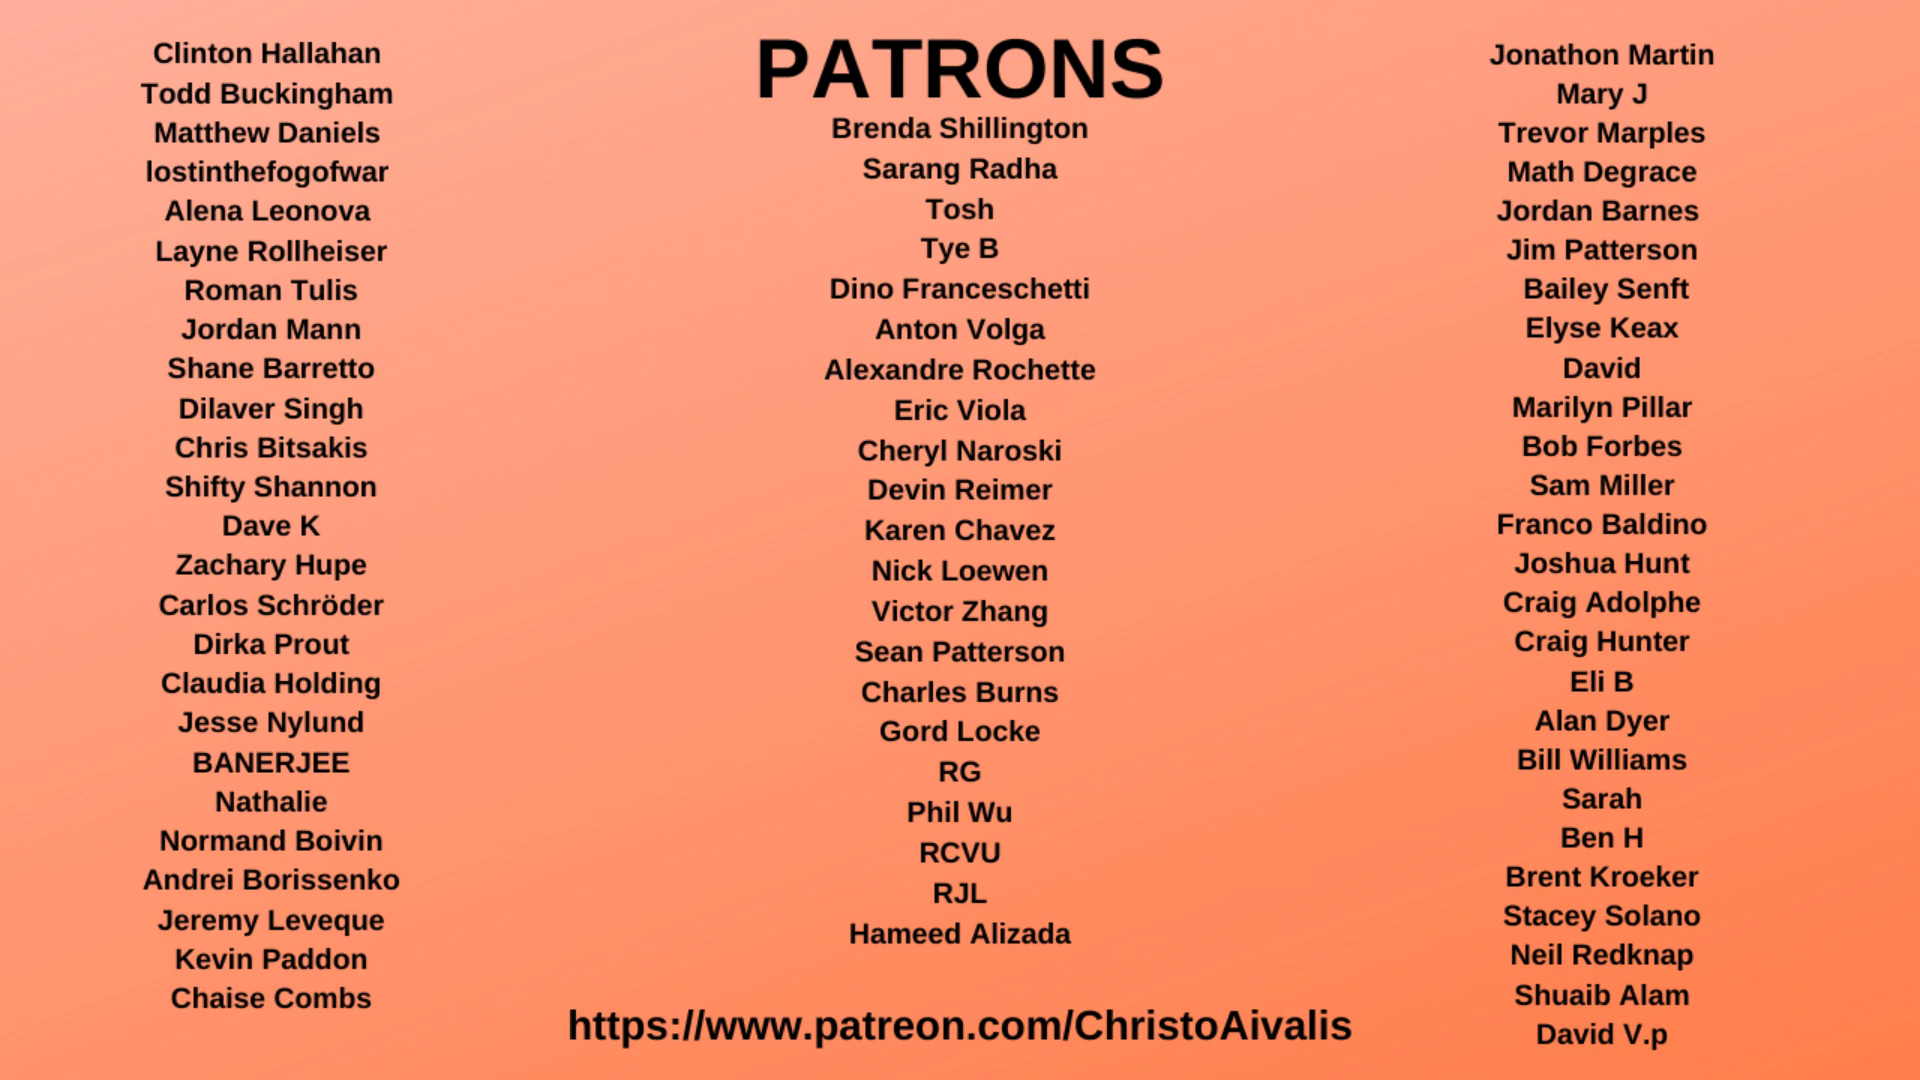 Clinton Hallahan
Todd Buckingham
Matthew Daniels
lostinthefogofwar
Alena Leonova
Layne Rollheiser
Roman Tulis
Jordan Mann
Shane Barretto
Dilaver Singh
Chris Bitsakis
Shifty Shannon
Dave K
Zachary Hupe
Carlos Schröder
Dirka Prout
Claudia Holding
Jesse Nylund
BANERJEE
Nathalie
Normand Boivin
Andrei Borissenko
Jeremy Leveque
Kevin Paddon
Chaise Combs
PATRONS
Brenda Shillington
Sarang Radha
Tosh
Tye B
Dino Franceschetti
Anton Volga
Alexandre Rochette
Eric Viola
Cheryl Naroski
Devin Reimer
Karen Chavez
Nick Loewen
Victor Zhang
Sean Patterson
Charles Burns
Gord Locke
RG
Phil Wu
RCVU
RJL
Hameed Alizada
https://www.patreon.com/ChristoAivalis
Jonathon Martin
Mary J
Trevor Marples
Math Degrace
Jordan Barnes
Jim Patterson
Bailey Senft
Elyse Keax
David
Marilyn Pillar
Bob Forbes
Sam Miller
Franco Baldino
Joshua Hunt
Craig Adolphe
Craig Hunter
Eli B
Alan Dyer
Bill Williams
Sarah
Ben H
Brent Kroeker
Stacey Solano
Neil Redknap
Shuaib Alam
David V.p